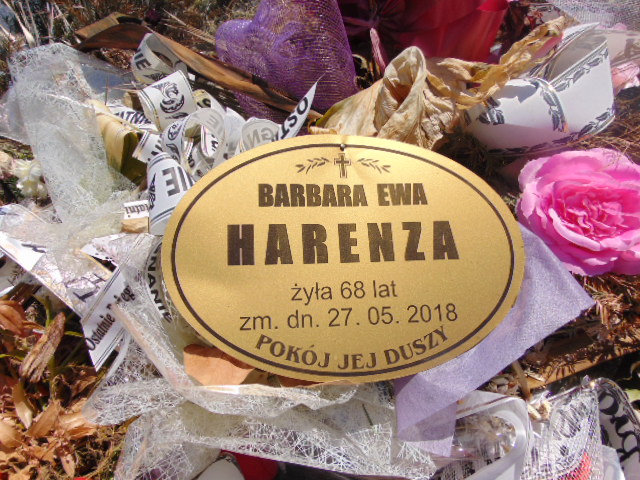 BARBARA EWA
HARENZA
żyła 68 lat
zm. dn. 27. 05. 2018
POKÓJ JEJ DUSZY